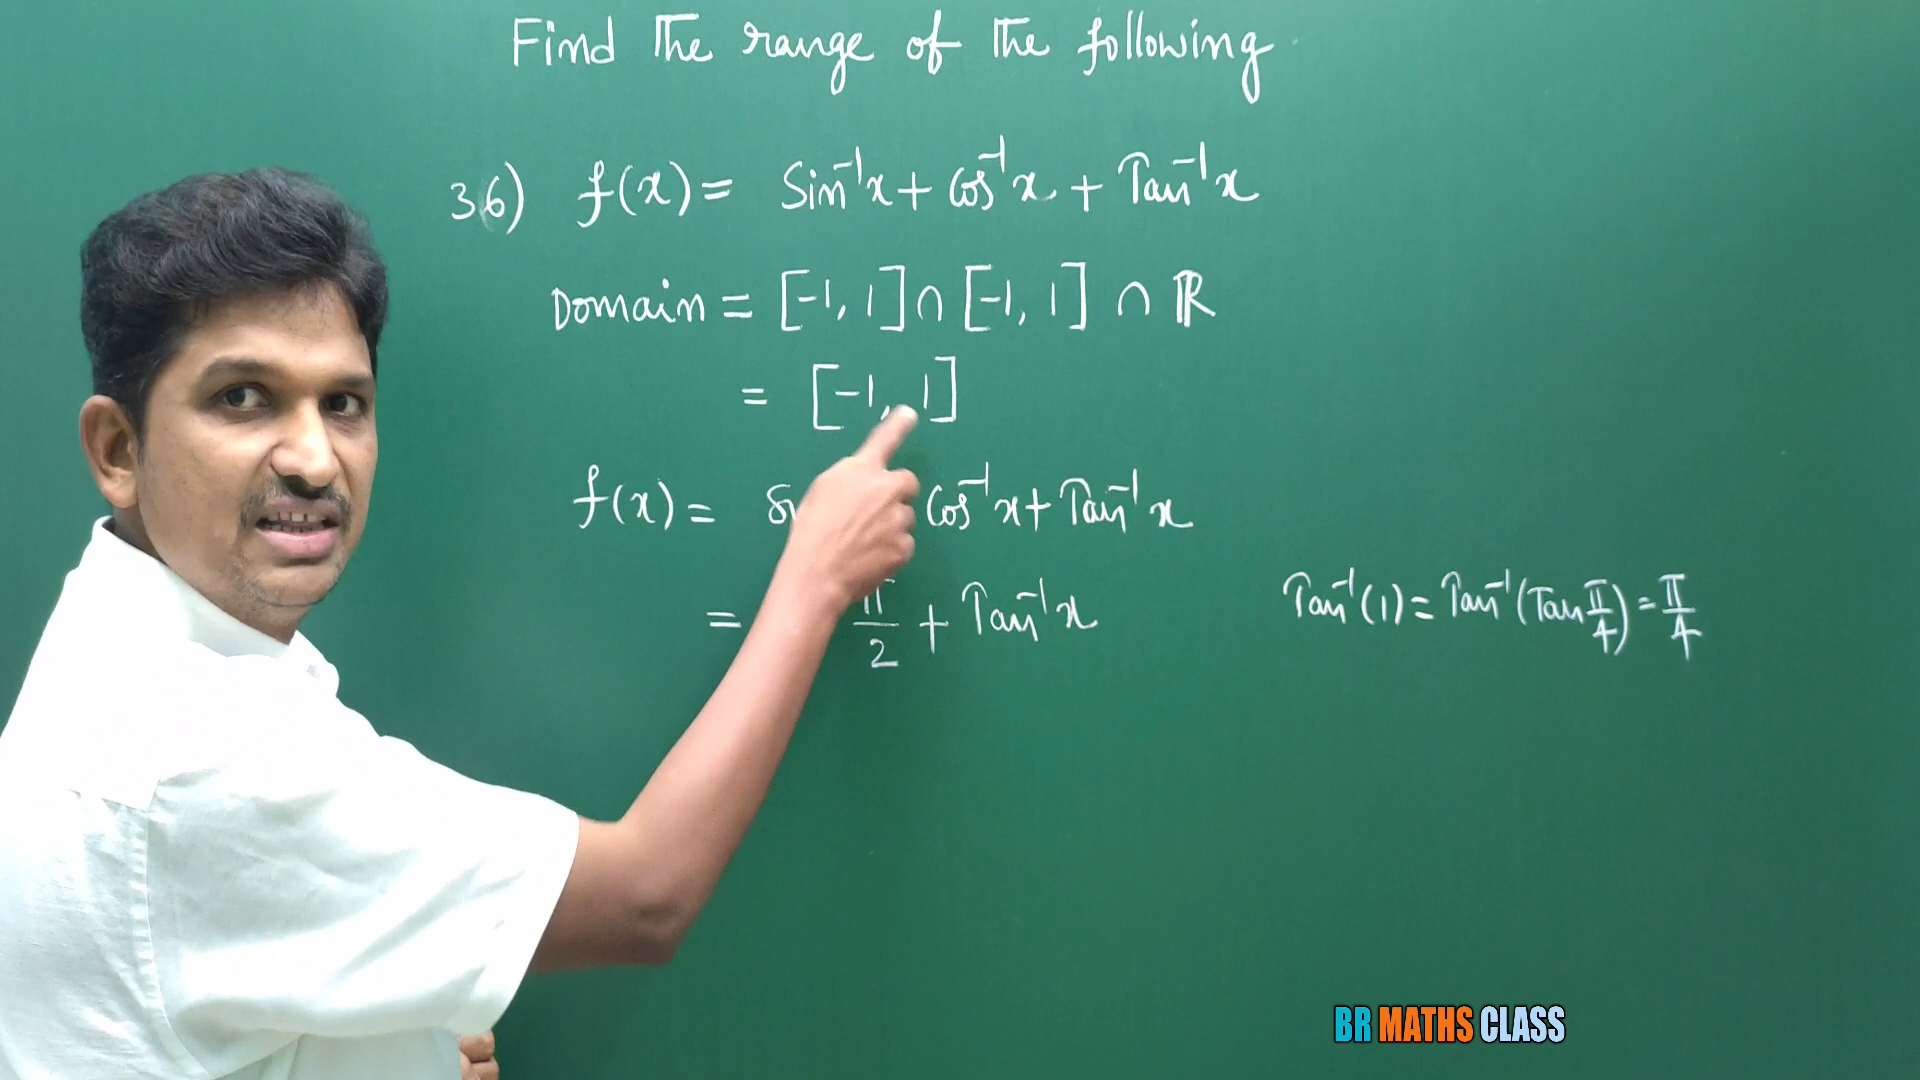 Find the range of the following
36) f(x) = Sin⁻¹x + Cos⁻¹x + Tan⁻¹x
Domain = [-1, 1] ∩ [-1, 1] ∩ ℝ
= [-1, 1]
f(x) = Cos⁻¹x + Tan⁻¹x
= π/2 + Tan⁻¹x
Tan⁻¹(1) = Tan⁻¹(Tan π/4) = π/4
BR MATHS CLASS